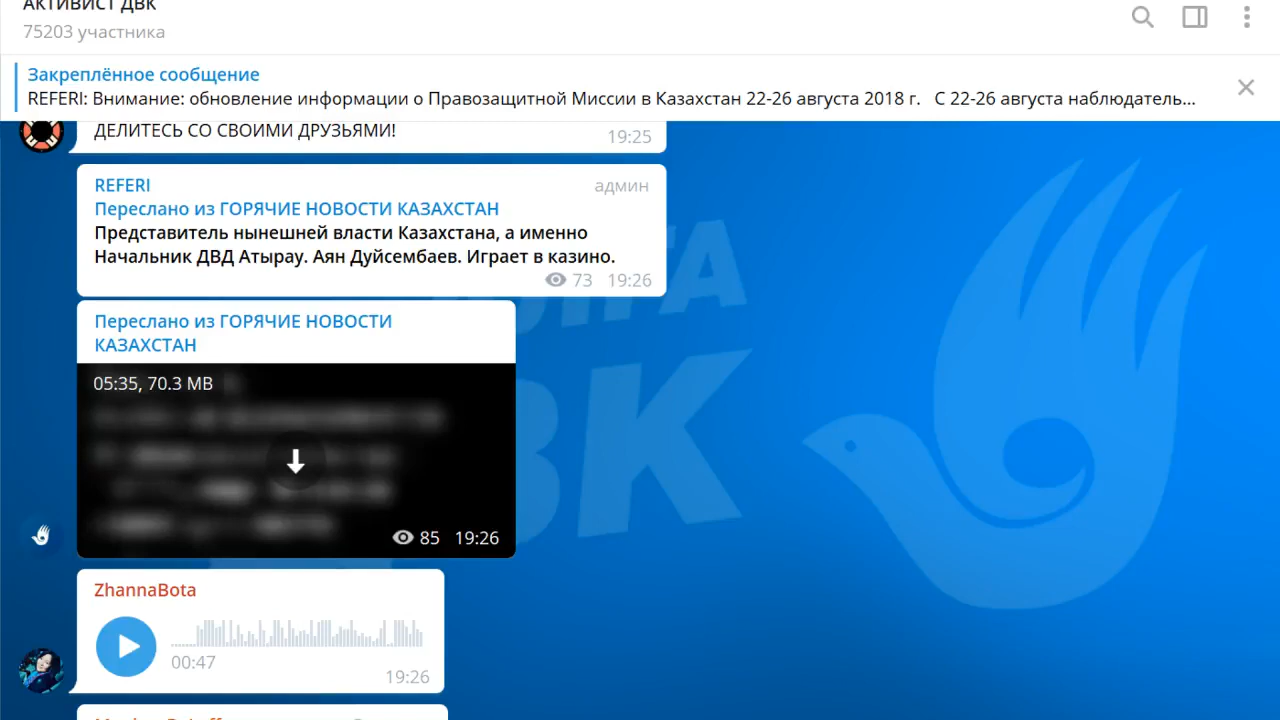 АКТИВИСТ ДВК
75203 участника
Закреплённое сообщение
REFERI: Внимание: обновление информации о Правозащитной Миссии в Казахстан 22-26 августа 2018 г. С 22-26 августа наблюдатель...
ДЕЛИТЕСЬ СО СВОИМИ ДРУЗЬЯМИ!
19:25
REFERI
админ
Переслано из ГОРЯЧИЕ НОВОСТИ КАЗАХСТАН
Представитель нынешней власти Казахстана, а именно
Начальник ДВД Атырау. Аян Дуйсембаев. Играет в казино.
73 19:26
Переслано из ГОРЯЧИЕ НОВОСТИ
КАЗАХСТАН
05:35, 70.3 MB
85 19:26
ZhannaBota
00:47
19:26